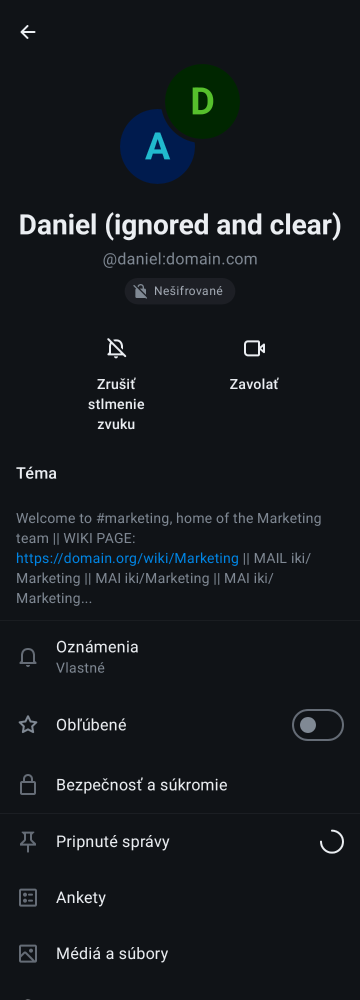 D
A
Daniel (ignored and clear)
@daniel:domain.com
Nešifrované
Zrušiť
stlmenie
zvuku
Zavolať
Téma
Welcome to #marketing, home of the Marketing
team || WIKI PAGE:
https://domain.org/wiki/Marketing || MAIL iki/
Marketing || MAI iki/Marketing || MAI iki/
Marketing...
Oznámenia
Vlastné
Obľúbené
Bezpečnosť a súkromie
Pripnuté správy
Ankety
Médiá a súbory